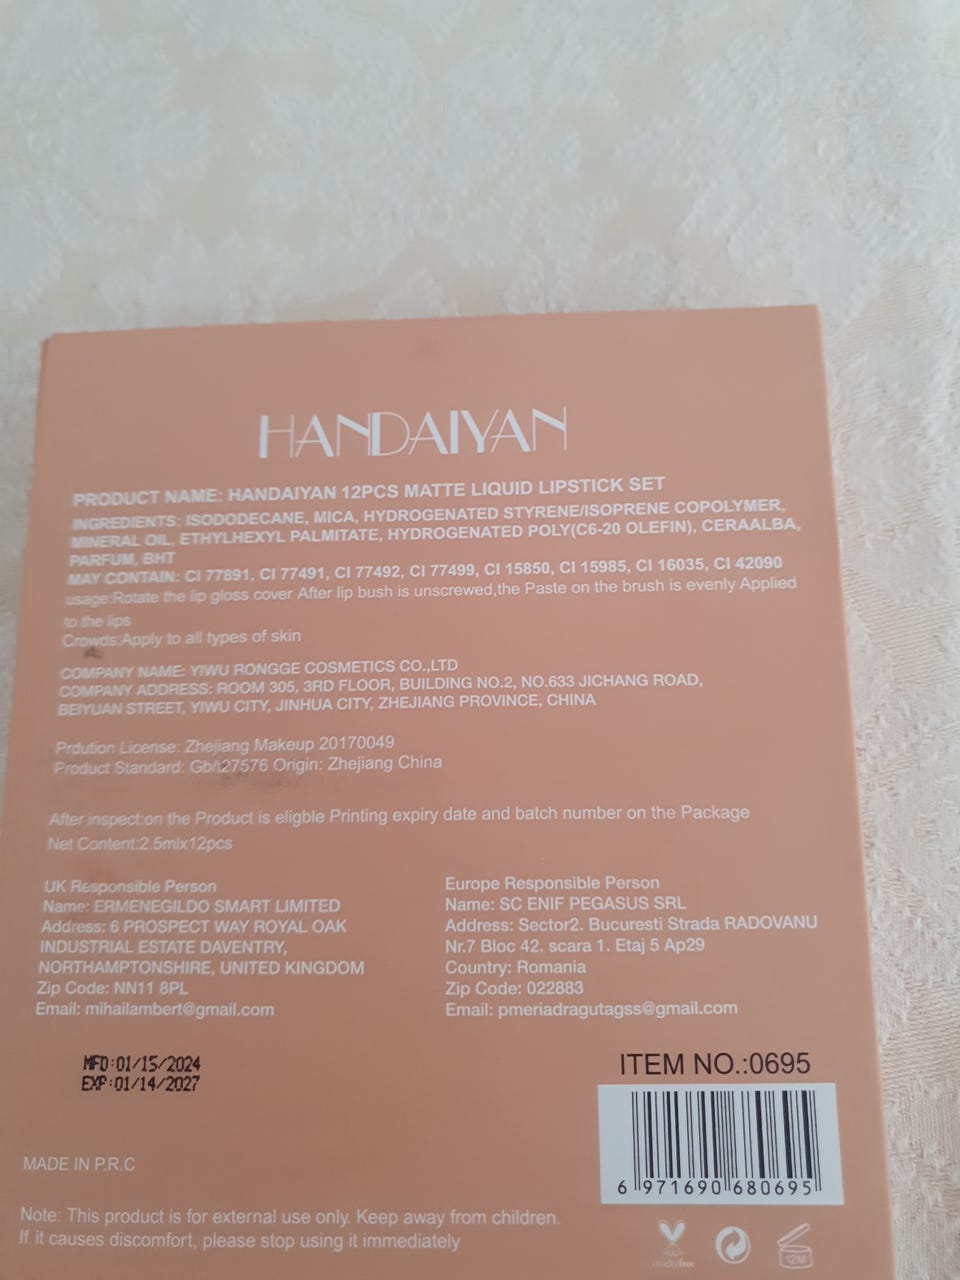 HANDAIYAN
PRODUCT NAME: HANDAIYAN 12PCS MATTE LIQUID LIPSTICK SET
INGREDIENTS: ISODODECANE, MICA, HYDROGENATED STYRENE/ISOPRENE COPOLYMER,
MINERAL OIL, ETHYLHEXYL PALMITATE, HYDROGENATED POLY(C6-20 OLEFIN), CERAALBA,
PARFUM, BHT
MAY CONTAIN: CI 77891, CI 77491, CI 77492, CI 77499, CI 15850, CI 15985, CI 16035, CI 42090
usage:Rotate the lip gloss cover After lip bush is unscrewed,the Paste on the brush is evenly Applied
to the lips
Crowds:Apply to all types of skin
COMPANY NAME: YIWU RONGGE COSMETICS CO.,LTD
COMPANY ADDRESS: ROOM 305, 3RD FLOOR, BUILDING NO.2, NO.633 JICHANG ROAD,
BEIYUAN STREET, YIWU CITY, JINHUA CITY, ZHEJIANG PROVINCE, CHINA
Prdution License: Zhejiang Makeup 20170049
Product Standard: Gb/t27576 Origin: Zhejiang China
After inspection the Product is eligble Printing expiry date and batch number on the Package
Net Content:2.5mlx12pcs
UK Responsible Person
Name: ERMENEGILDO SMART LIMITED
Address: 6 PROSPECT WAY ROYAL OAK
INDUSTRIAL ESTATE DAVENTRY,
NORTHAMPTONSHIRE, UNITED KINGDOM
Zip Code: NN11 8PL
Email: mihailambert@gmail.com
Europe Responsible Person
Name: SC ENIF PEGASUS SRL
Address: Sector2. Bucuresti Strada RADOVANU
Nr.7 Bloc 42. scara 1. Etaj 5 Ap29
Country: Romania
Zip Code: 022883
Email: pmeriadragutagss@gmail.com
MFD:01/15/2024
EXP:01/14/2027
ITEM NO.:0695
6 971690 680695
MADE IN P.R.C
Note: This product is for external use only. Keep away from children.
If it causes discomfort, please stop using it immediately
crueltyfree
12M